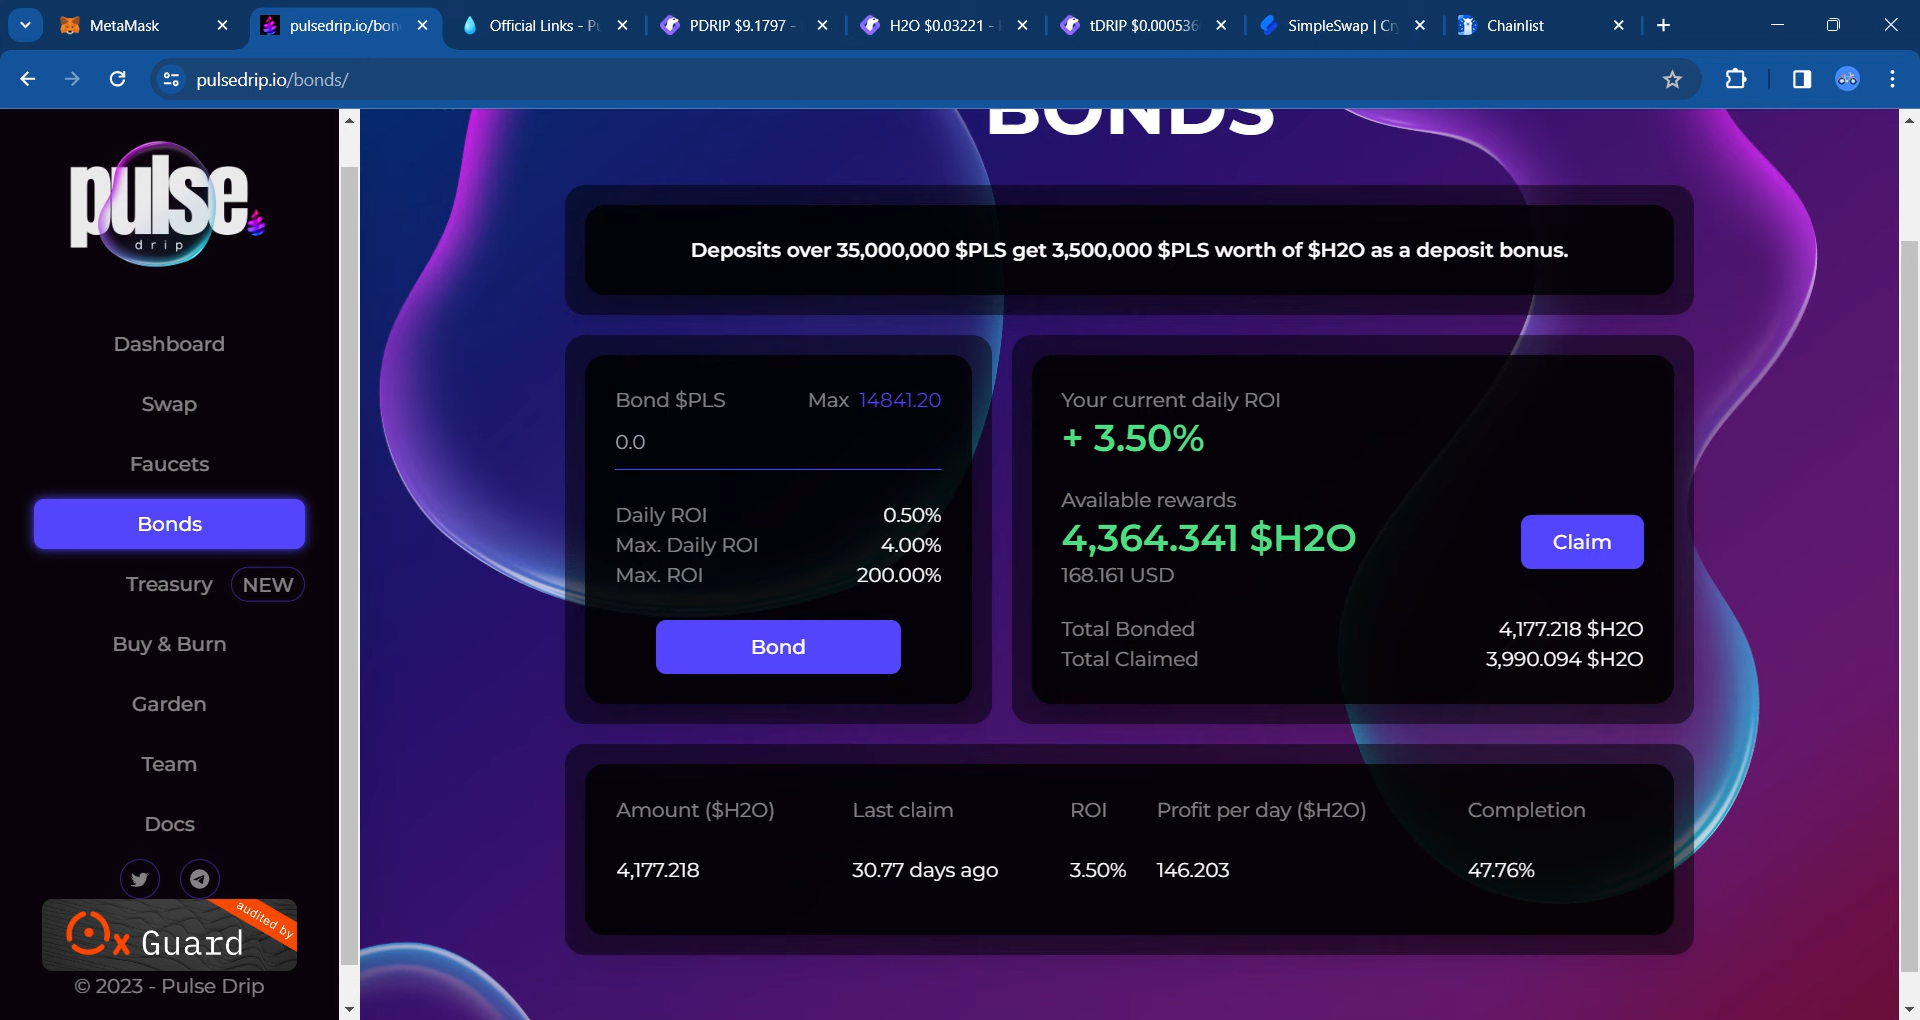 MetaMask
pulsedrip.io/bon
Official Links - Pu
PDRIP $9.1797 -
H2O $0.03221 -
tDRIP $0.000536
SimpleSwap | Cry
Chainlist
pulsedrip.io/bonds/
pulse
drip
Dashboard
Swap
Faucets
Bonds
Treasury NEW
Buy & Burn
Garden
Team
Docs
audited by
Ox Guard
© 2023 - Pulse Drip
BONDS
Deposits over 35,000,000 $PLS get 3,500,000 $PLS worth of $H2O as a deposit bonus.
Bond $PLS Max 14841.20
0.0
Daily ROI 0.50%
Max. Daily ROI 4.00%
Max. ROI 200.00%
Bond
Your current daily ROI
+ 3.50%
Available rewards
4,364.341 $H2O
168.161 USD
Claim
Total Bonded 4,177.218 $H2O
Total Claimed 3,990.094 $H2O
Amount ($H2O) Last claim ROI Profit per day ($H2O) Completion
4,177.218 30.77 days ago 3.50% 146.203 47.76%